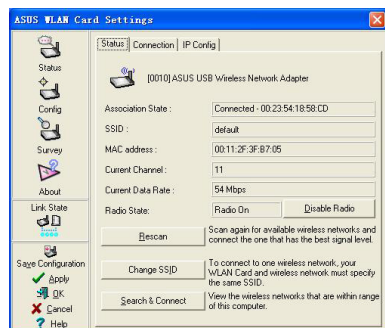 ASUS WLAN Card Settings
Status
Config
Survey
About
Link State
Save Configuration
Apply
OK
Cancel
Help
Status Connection IP Config
[0010] ASUS USB Wireless Network Adapter
Association State : Connected - 00:23:54:18:58:CD
SSID : default
MAC address : 00:11:2F:3F:B7:05
Current Channel : 11
Current Data Rate : 54 Mbps
Radio State: Radio On Disable Radio
Rescan
Scan again for available wireless networks and
connect the one that has the best signal level.
Change SSID
To connect to one wireless network, your
WLAN Card and wireless network must specify
the same SSID.
Search & Connect
View the wireless networks that are within range
of this computer.